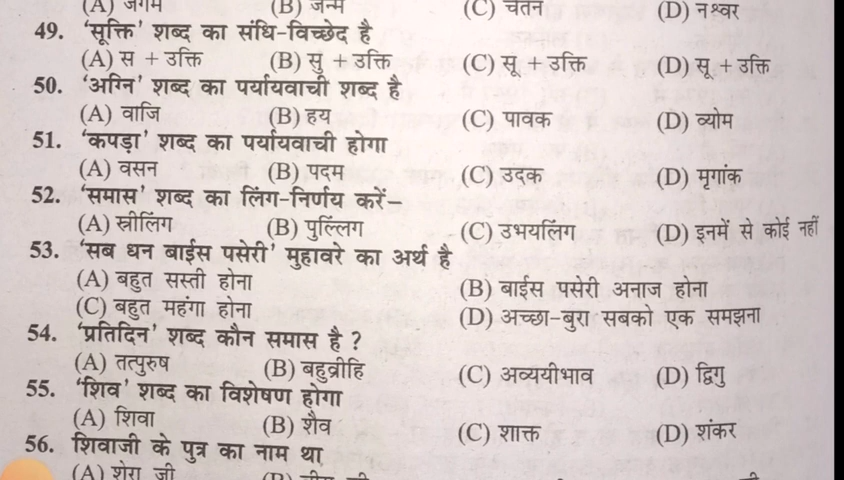 (A) जंगम (B) जन्म (C) चेतन (D) नश्वर
49. 'सूक्ति' शब्द का संधि-विच्छेद है
(A) स + उक्ति (B) सु + उक्ति (C) सू + उक्ति (D) सू + उक्ति
50. 'अग्नि' शब्द का पर्यायवाची शब्द है
(A) वाजि (B) हय (C) पावक (D) व्योम
51. 'कपड़ा' शब्द का पर्यायवाची होगा
(A) वसन (B) पदम (C) उदक (D) मृगांक
52. 'समास' शब्द का लिंग-निर्णय करें–
(A) स्त्रीलिंग (B) पुल्लिंग (C) उभयलिंग (D) इनमें से कोई नहीं
53. 'सब धन बाईस पसेरी' मुहावरे का अर्थ है
(A) बहुत सस्ती होना (B) बाईस पसेरी अनाज होना
(C) बहुत महंगा होना (D) अच्छा-बुरा सबको एक समझना
54. 'प्रतिदिन' शब्द कौन समास है ?
(A) तत्पुरुष (B) बहुव्रीहि (C) अव्ययीभाव (D) द्विगु
55. 'शिव' शब्द का विशेषण होगा
(A) शिवा (B) शैव (C) शाक्त (D) शंकर
56. शिवाजी के पुत्र का नाम था
(A) जी (B) जी